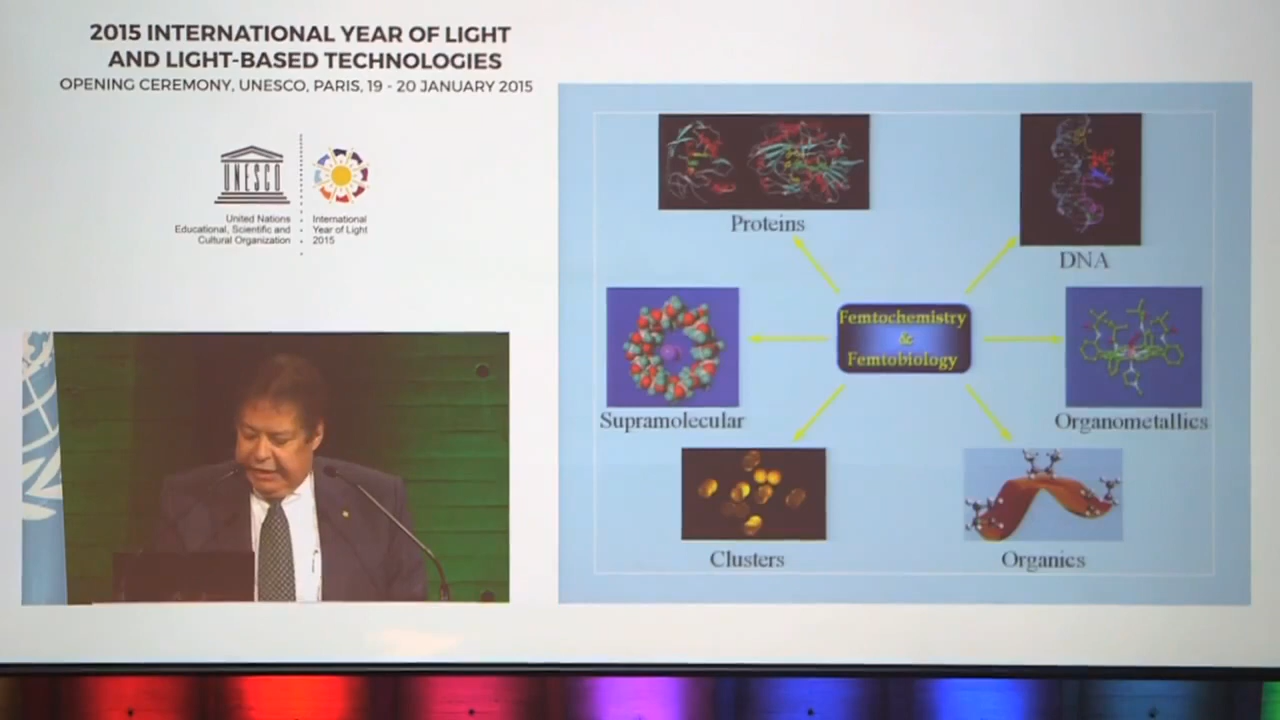 2015 INTERNATIONAL YEAR OF LIGHT
AND LIGHT-BASED TECHNOLOGIES
OPENING CEREMONY, UNESCO, PARIS, 19 - 20 JANUARY 2015
UNESCO
United Nations
Educational, Scientific and
Cultural Organization
International
Year of Light
2015
Proteins
DNA
Femtochemistry
&
Femtobiology
Supramolecular
Organometallics
Clusters
Organics